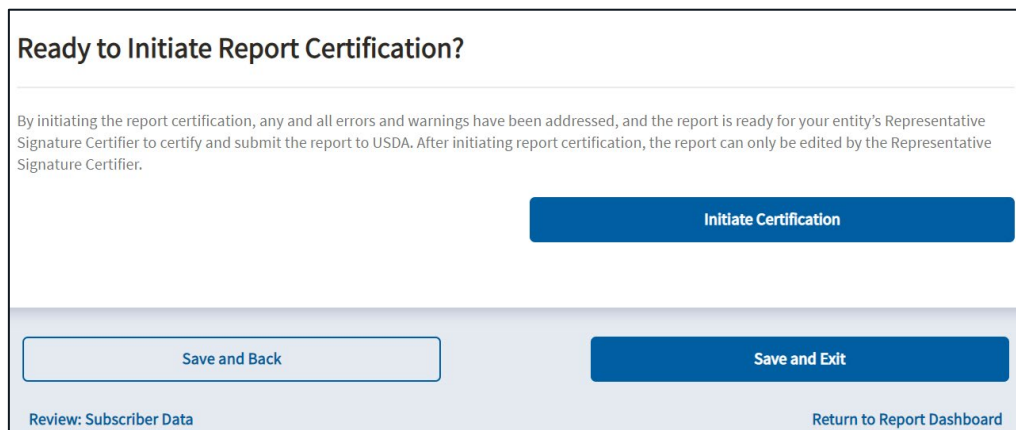 Ready to Initiate Report Certification?
By initiating the report certification, any and all errors and warnings have been addressed, and the report is ready for your entity's Representative
Signature Certifier to certify and submit the report to USDA. After initiating report certification, the report can only be edited by the Representative
Signature Certifier.
Initiate Certification
Save and Back
Save and Exit
Review: Subscriber Data
Return to Report Dashboard